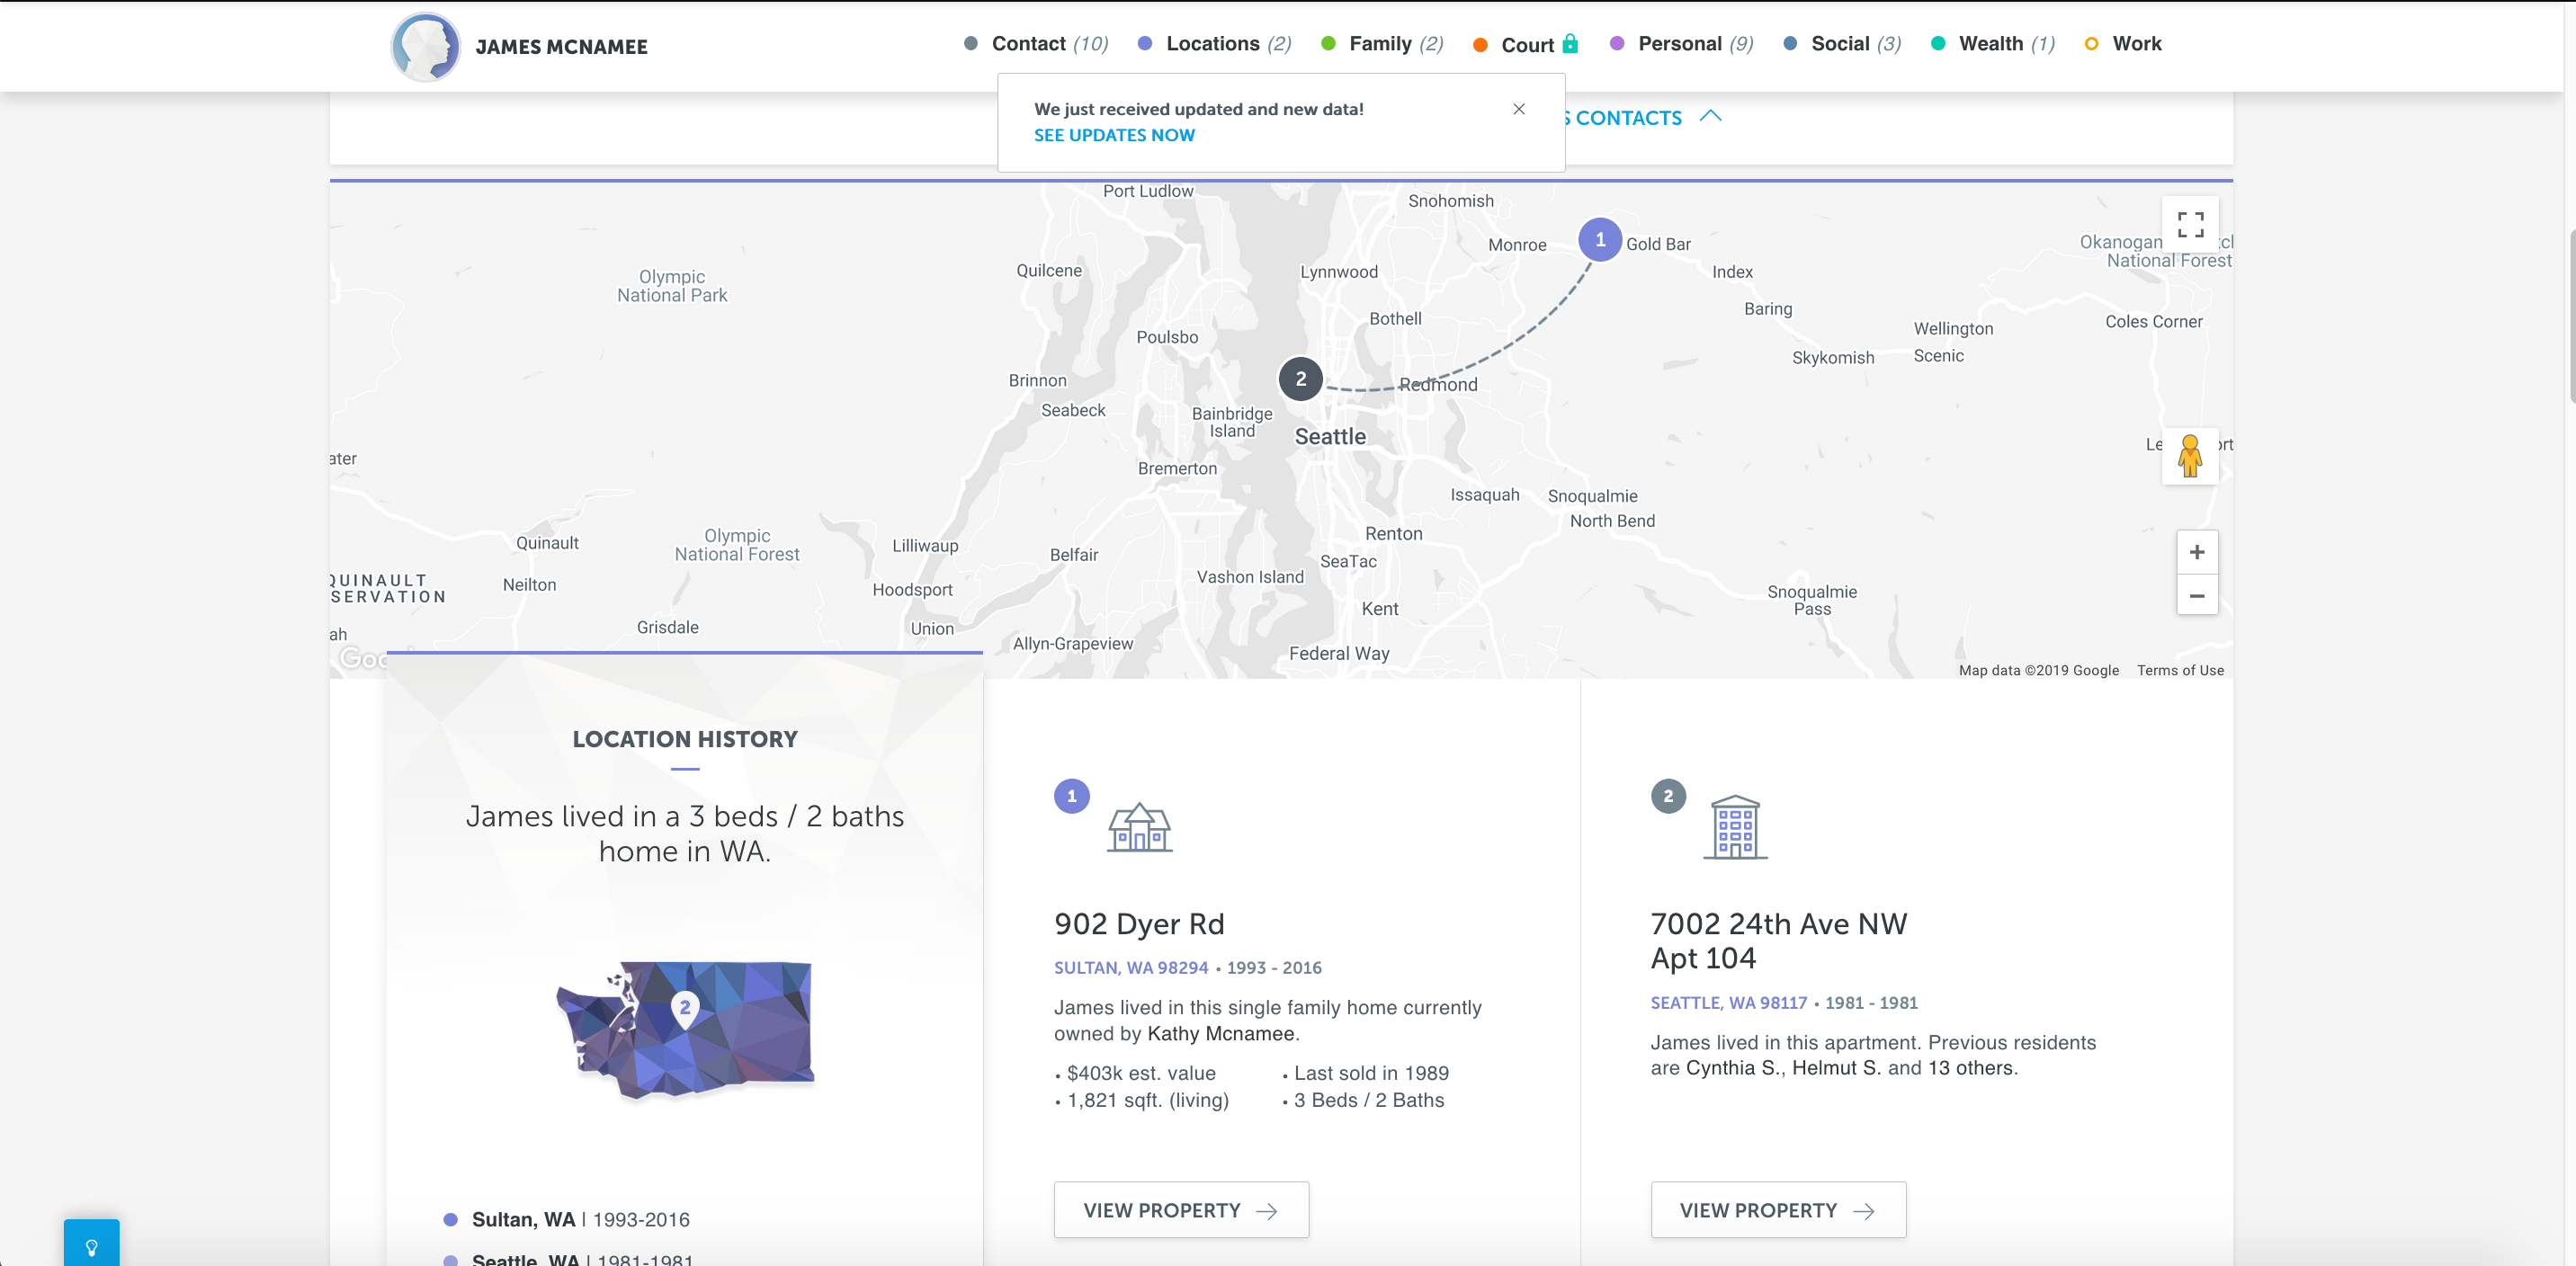 JAMES MCNAMEE
Contact (10)
Locations (2)
Family (2)
Court
Personal (9)
Social (3)
Wealth (1)
Work
We just received updated and new data!
SEE UPDATES NOW
CONTACTS
Port Ludlow
Snohomish
Monroe
1
Gold Bar
Okanogan
National Forest
Quilcene
Lynnwood
Index
Olympic
National Park
Baring
Bothell
Wellington
Coles Corner
Poulsbo
Scenic
Skykomish
Brinnon
2
Redmond
Seabeck
Bainbridge
Island
Seattle
Bremerton
Issaquah
Snoqualmie
North Bend
Renton
Quinault
Olympic
National Forest
Lilliwaup
Belfair
SeaTac
Vashon Island
QUINAULT
SERVATION
Neilton
Hoodsport
Snoqualmie
Pass
Kent
Grisdale
Union
Allyn-Grapeview
Federal Way
Map data ©2019 Google
Terms of Use
LOCATION HISTORY
James lived in a 3 beds / 2 baths
home in WA.
2
Sultan, WA | 1993-2016
Seattle, WA | 1981-1981
1
902 Dyer Rd
SULTAN, WA 98294 • 1993 - 2016
James lived in this single family home currently
owned by Kathy Mcnamee.
• $403k est. value
• Last sold in 1989
• 1,821 sqft. (living)
• 3 Beds / 2 Baths
VIEW PROPERTY
2
7002 24th Ave NW
Apt 104
SEATTLE, WA 98117 • 1981 - 1981
James lived in this apartment. Previous residents
are Cynthia S., Helmut S. and 13 others.
VIEW PROPERTY